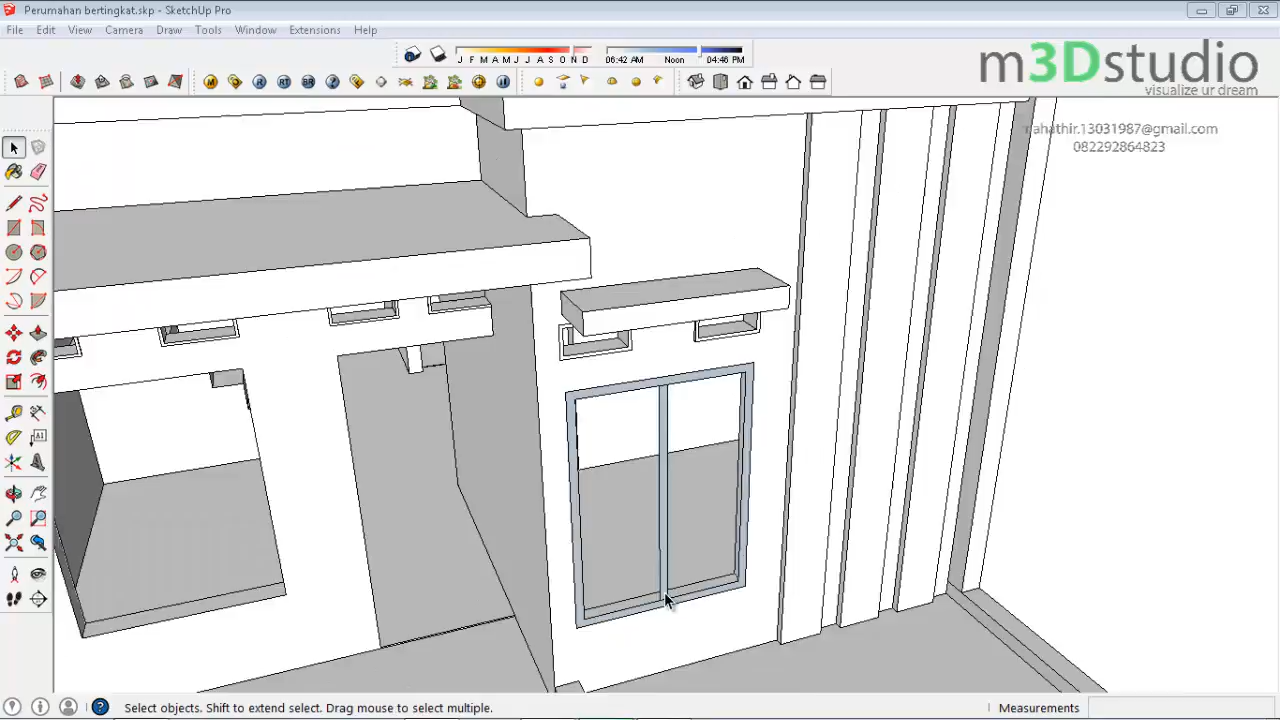 Perumahan bertingkat.skp - SketchUp Pro
File Edit View Camera Draw Tools Window Extensions Help
J F M A M J J A S O N D
06:42 AM Noon 04:46 PM
m3Dstudio
visualize ur dream
mahathir.13031987@gmail.com
082292864823
Select objects. Shift to extend select. Drag mouse to select multiple.
Measurements